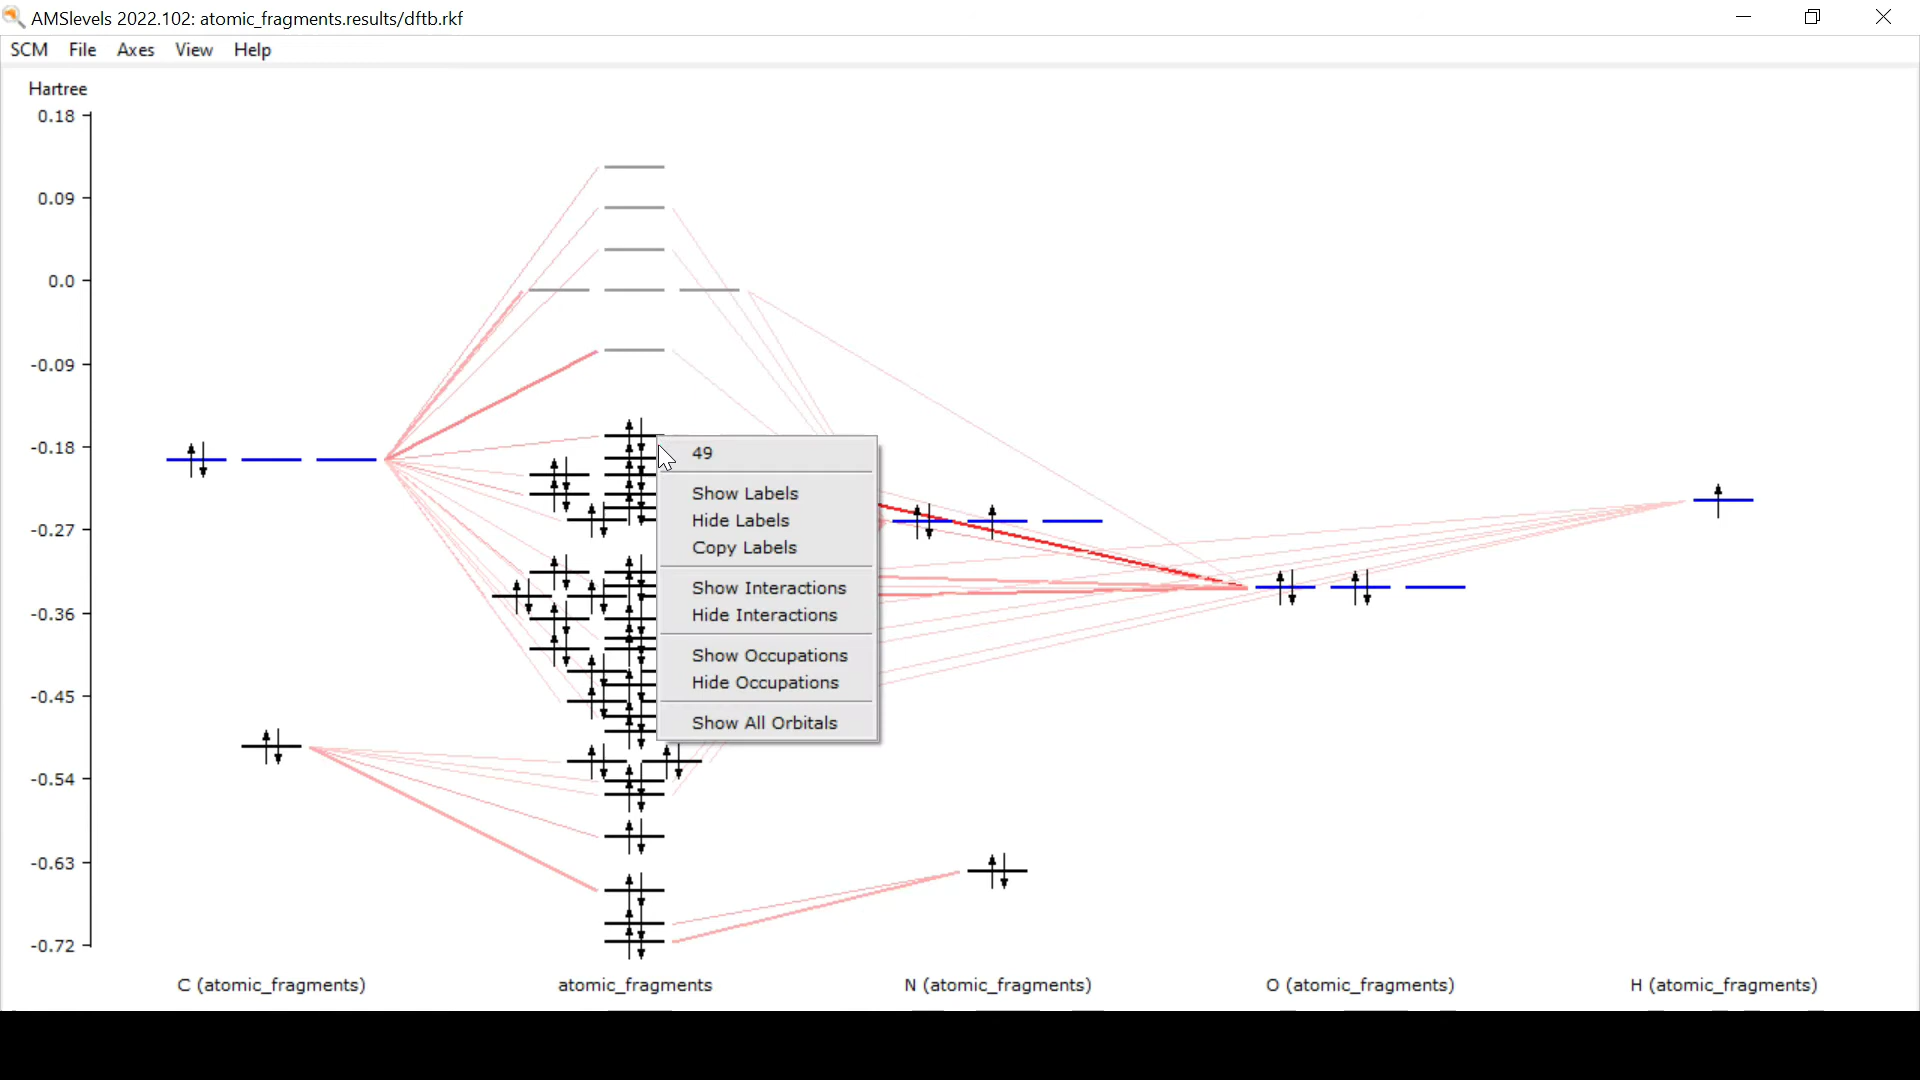 AMSlevels 2022.102: atomic_fragments.results/dftb.rkf
SCM File Axes View Help
Hartree
0.18
0.09
0.0
-0.09
-0.18
-0.27
-0.36
-0.45
-0.54
-0.63
-0.72
49
Show Labels
Hide Labels
Copy Labels
Show Interactions
Hide Interactions
Show Occupations
Hide Occupations
Show All Orbitals
C (atomic_fragments) atomic_fragments N (atomic_fragments) O (atomic_fragments) H (atomic_fragments)